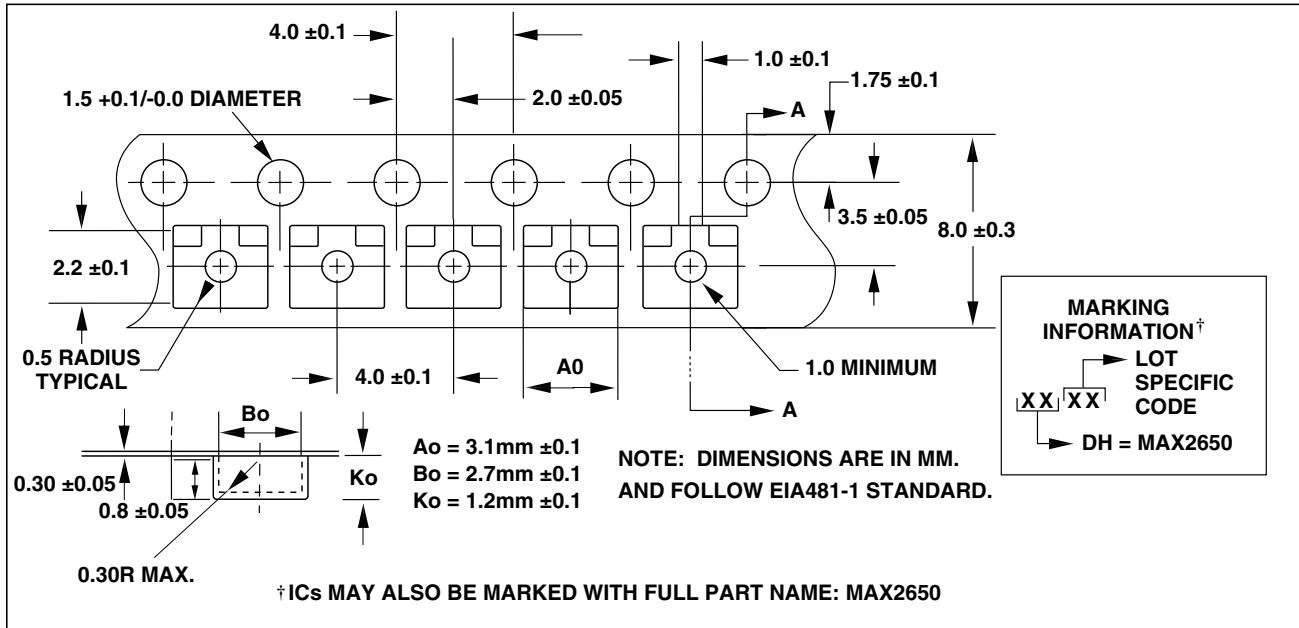 4.0 ±0.1
1.0 ±0.1
1.75 ±0.1
1.5 +0.1/-0.0 DIAMETER
2.0 ±0.05
A
3.5 ±0.05
8.0 ±0.3
2.2 ±0.1
0.5 RADIUS
TYPICAL
4.0 ±0.1
A0
1.0 MINIMUM
A
MARKING
INFORMATION†
LOT
SPECIFIC
CODE
XX XX
DH = MAX2650
Bo
Ao = 3.1mm ±0.1
Bo = 2.7mm ±0.1
Ko = 1.2mm ±0.1
NOTE: DIMENSIONS ARE IN MM.
AND FOLLOW EIA481-1 STANDARD.
0.30 ±0.05
Ko
0.8 ±0.05
0.30R MAX.
†ICs MAY ALSO BE MARKED WITH FULL PART NAME: MAX2650